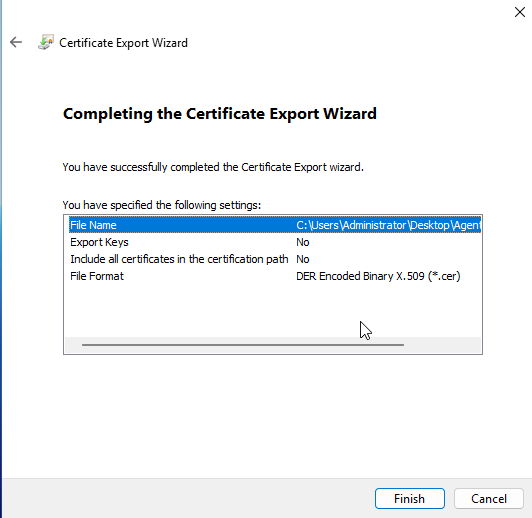 Certificate Export Wizard
Completing the Certificate Export Wizard
You have successfully completed the Certificate Export wizard.
You have specified the following settings:
File Name C:\Users\Administrator\Desktop\Agent
Export Keys No
Include all certificates in the certification path No
File Format DER Encoded Binary X.509 (*.cer)
Finish Cancel